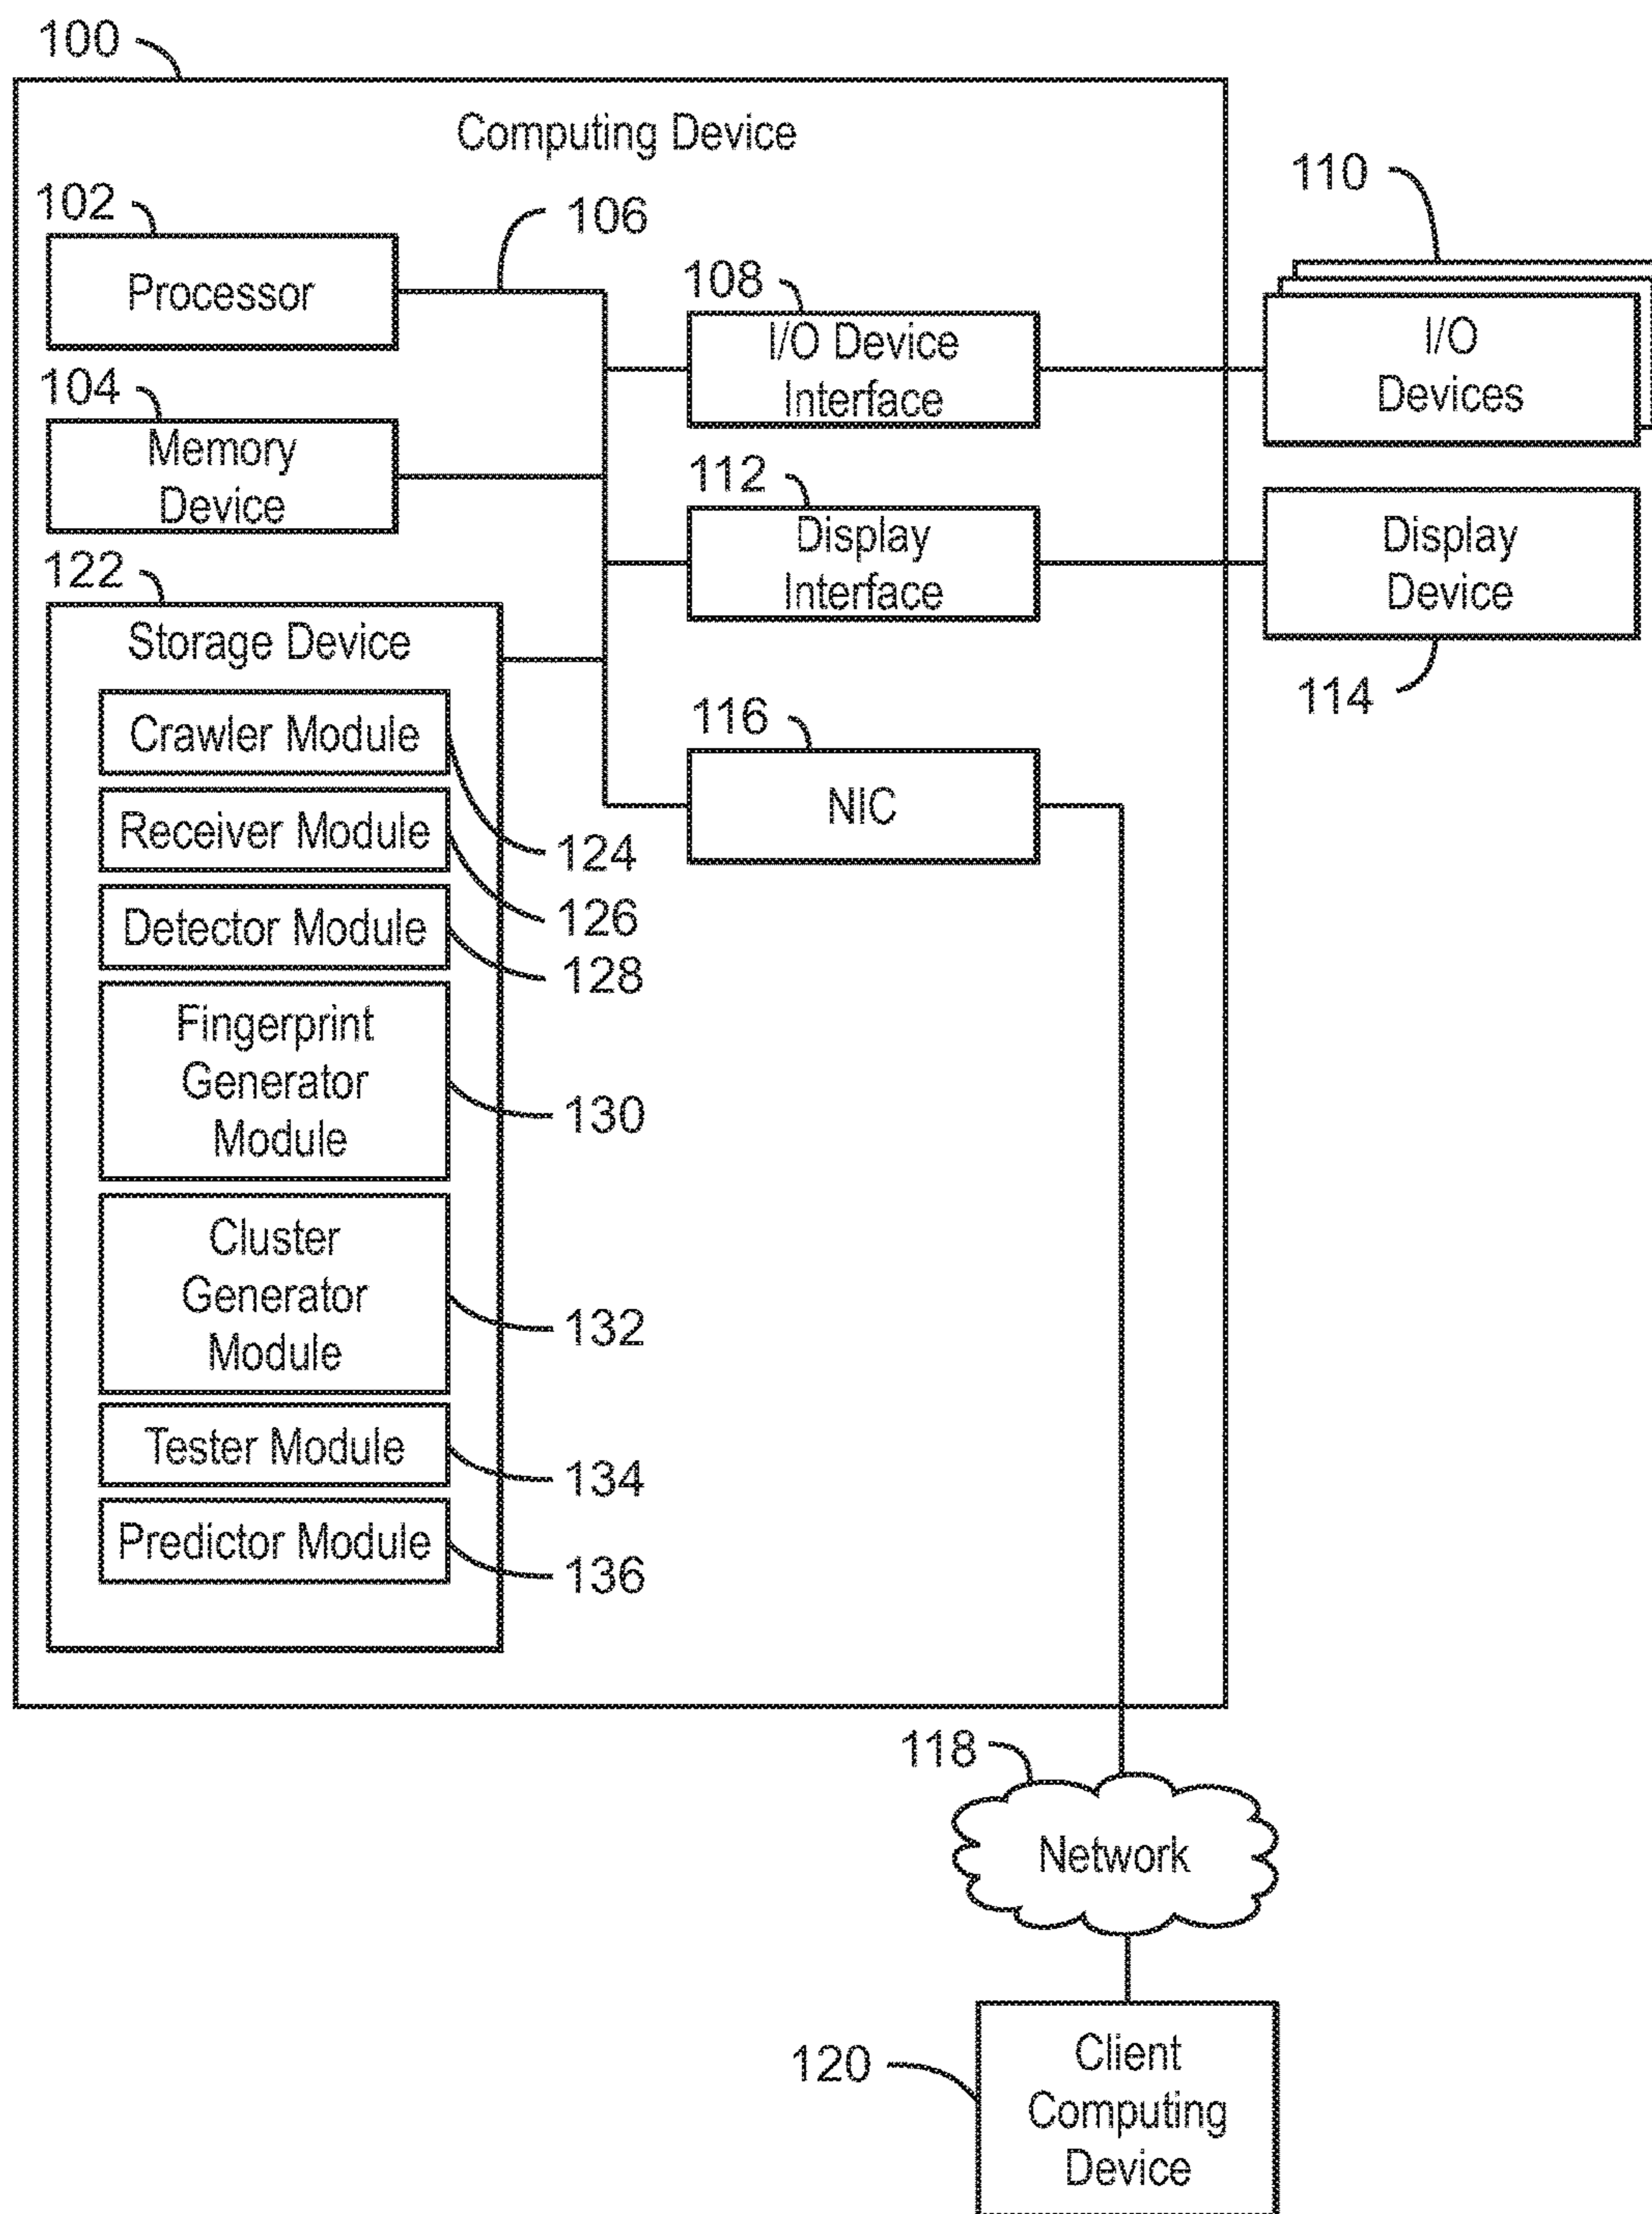 100
Computing Device
102
106
110
Processor
108
I/O Device
Interface
I/O
Devices
104
Memory
Device
112
Display
Interface
Display
Device
114
122
Storage Device
116
NIC
Crawler Module
124
Receiver Module
126
Detector Module
128
Fingerprint
Generator
Module
130
Cluster
Generator
Module
132
Tester Module
134
Predictor Module
136
118
Network
120
Client
Computing
Device